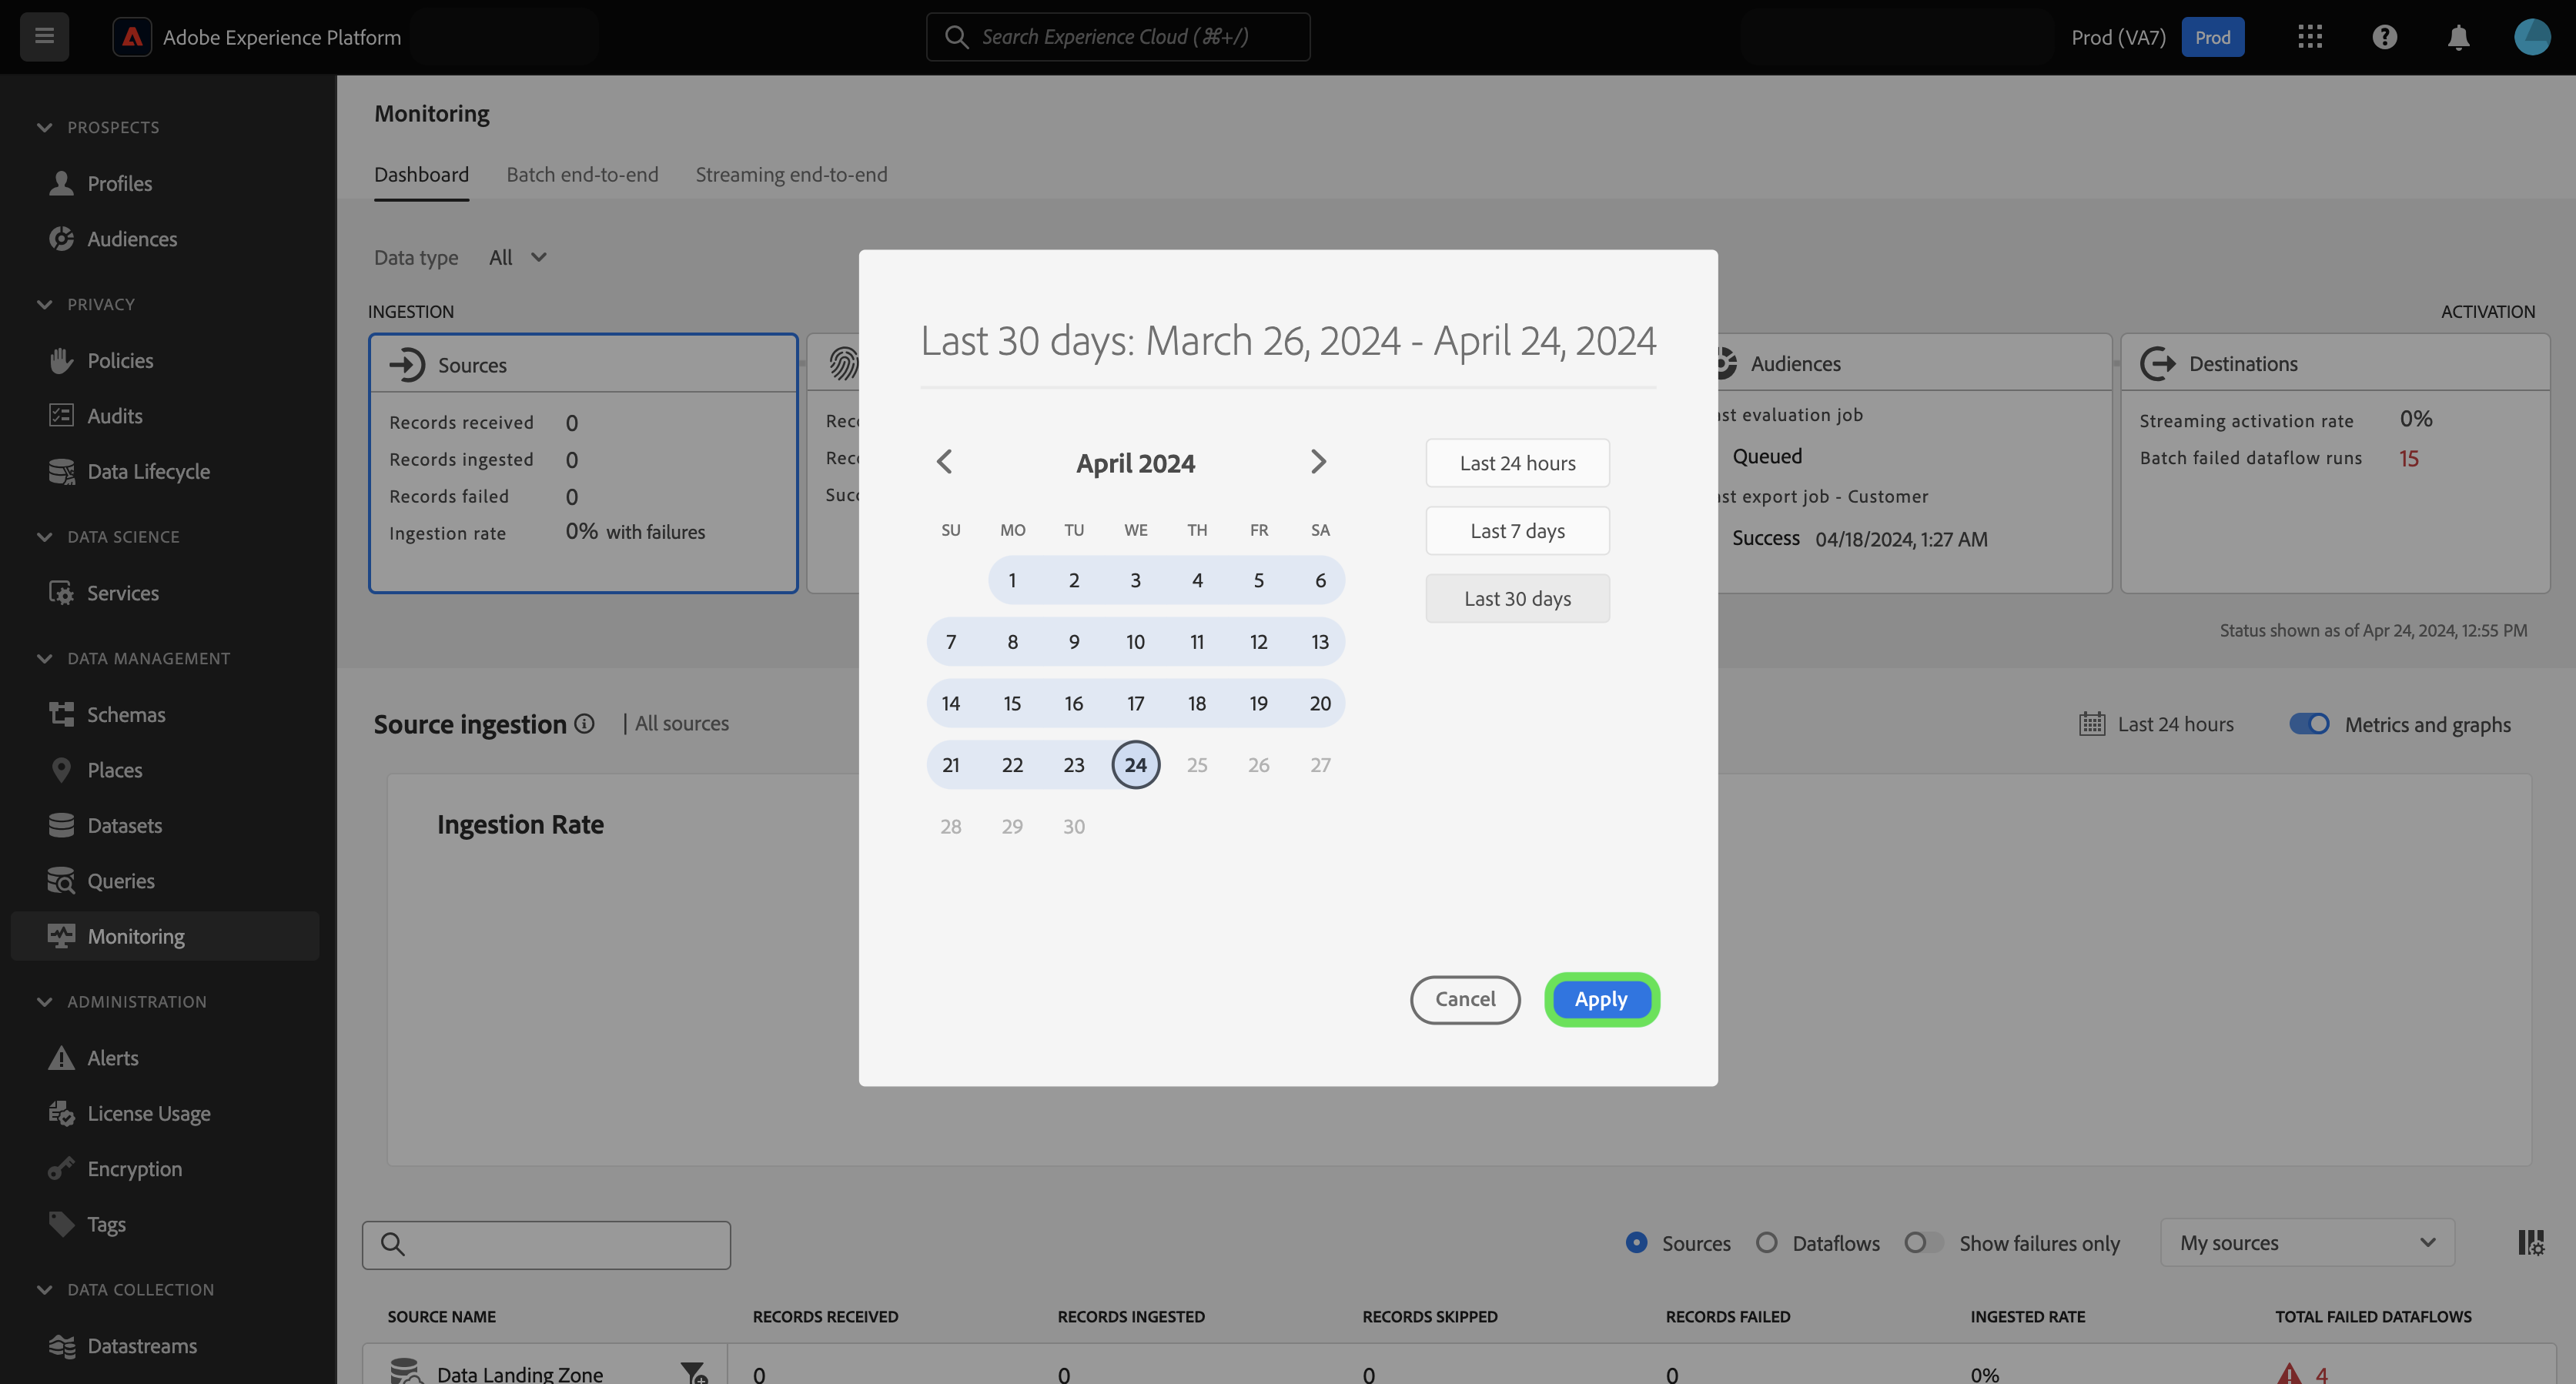 Adobe Experience Platform
Search Experience Cloud (⌘+/)
Prod (VA7)
Prod
PROSPECTS
Profiles
Audiences
PRIVACY
Policies
Audits
Data Lifecycle
DATA SCIENCE
Services
DATA MANAGEMENT
Schemas
Places
Datasets
Queries
Monitoring
ADMINISTRATION
Alerts
License Usage
Encryption
Tags
DATA COLLECTION
Datastreams
Monitoring
Dashboard Batch end-to-end Streaming end-to-end
Data type All
INGESTION
ACTIVATION
Sources
Records received 0
Records ingested 0
Records failed 0
Ingestion rate 0% with failures
Audiences
evaluation job
Queued
export job - Customer
Success 04/18/2024, 1:27 AM
Destinations
Streaming activation rate 0%
Batch failed dataflow runs 15
Status shown as of Apr 24, 2024, 12:55 PM
Last 30 days: March 26, 2024 - April 24, 2024
April 2024
SU MO TU WE TH FR SA
1 2 3 4 5 6
7 8 9 10 11 12 13
14 15 16 17 18 19 20
21 22 23 24 25 26 27
28 29 30
Last 24 hours
Last 7 days
Last 30 days
Cancel Apply
Source ingestion | All sources
Last 24 hours Metrics and graphs
Ingestion Rate
Sources Dataflows Show failures only My sources
SOURCE NAME RECORDS RECEIVED RECORDS INGESTED RECORDS SKIPPED RECORDS FAILED INGESTED RATE TOTAL FAILED DATAFLOWS
Data Landing Zone 0 0 0 0 0% 4